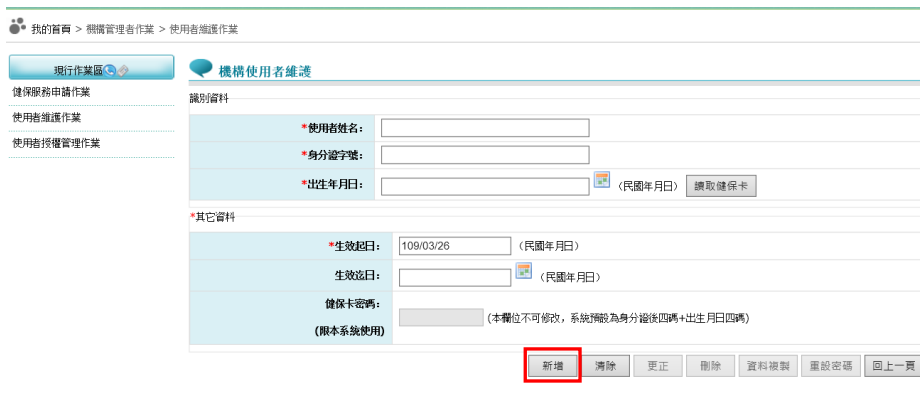 我的首頁 > 機構管理者作業 > 使用者維護作業
現行作業區
健保服務申請作業
使用者維護作業
使用者授權管理作業
機構使用者維護
識別資料
*使用者姓名：
*身分證字號：
*出生年月日： （民國年月日） 讀取健保卡
*其它資料
*生效起日： 109/03/26 （民國年月日）
生效迄日： （民國年月日）
健保卡密碼：
(限本系統使用) (本欄位不可修改，系統預設為身分證後四碼+出生月日四碼)
新增 清除 更正 刪除 資料複製 重設密碼 回上一頁